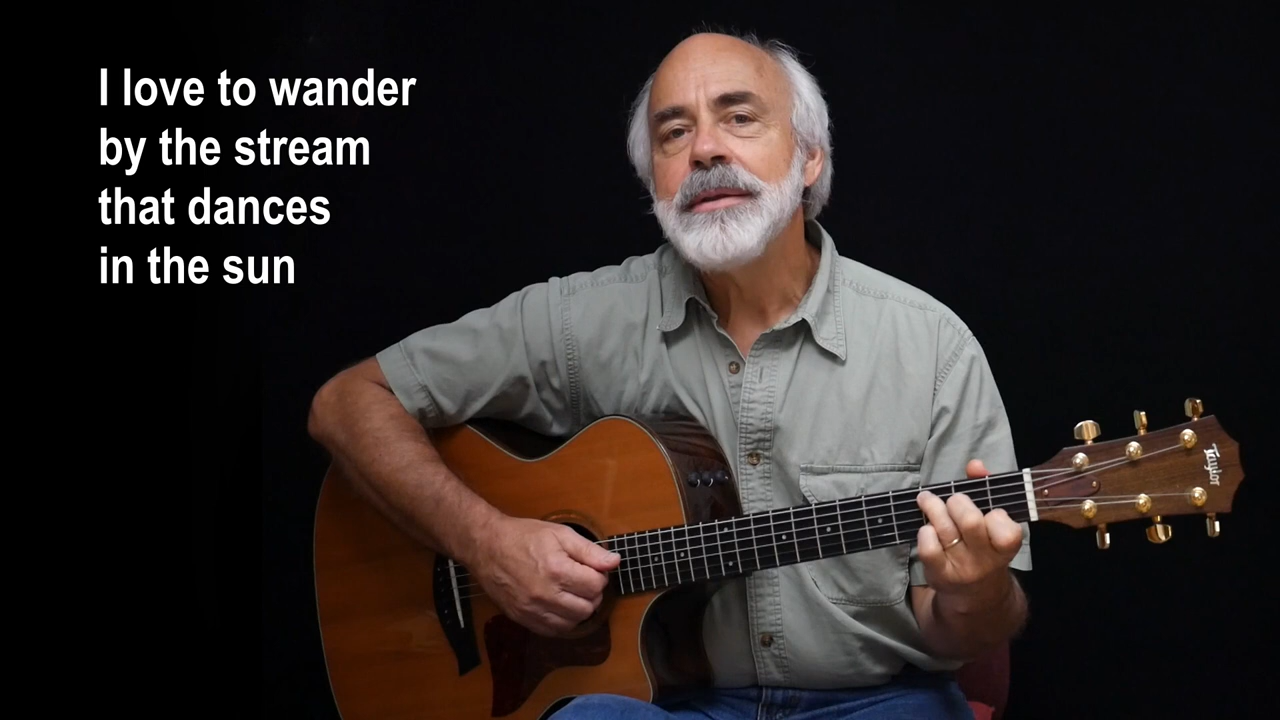 I love to wander
by the stream
that dances
in the sun
Taylor